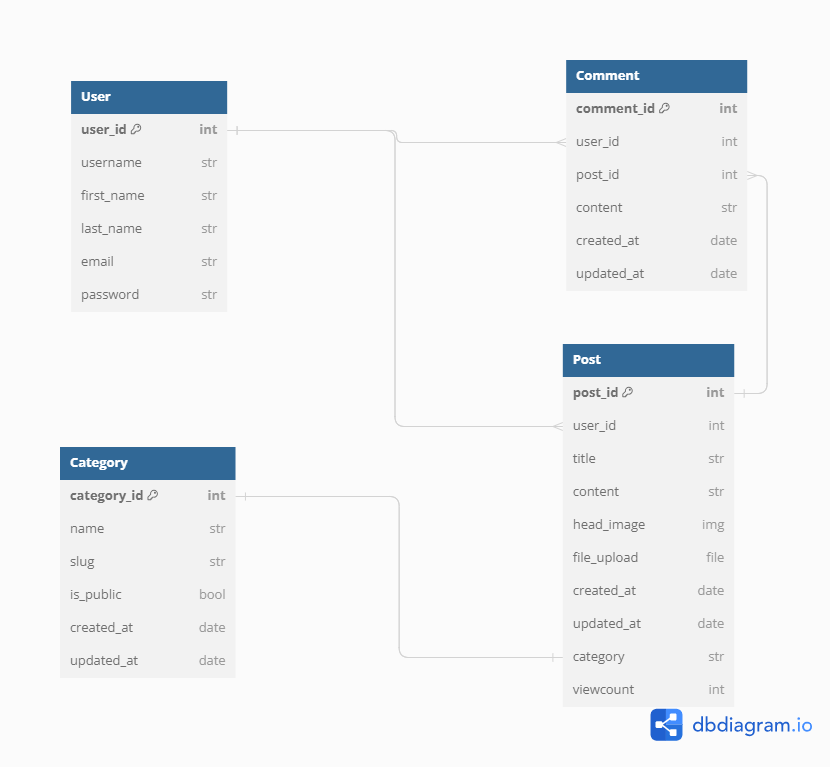 User
user_id int
username str
first_name str
last_name str
email str
password str
Comment
comment_id int
user_id int
post_id int
content str
created_at date
updated_at date
Category
category_id int
name str
slug str
is_public bool
created_at date
updated_at date
Post
post_id int
user_id int
title str
content str
head_image img
file_upload file
created_at date
updated_at date
category str
viewcount int
dbdiagram.io